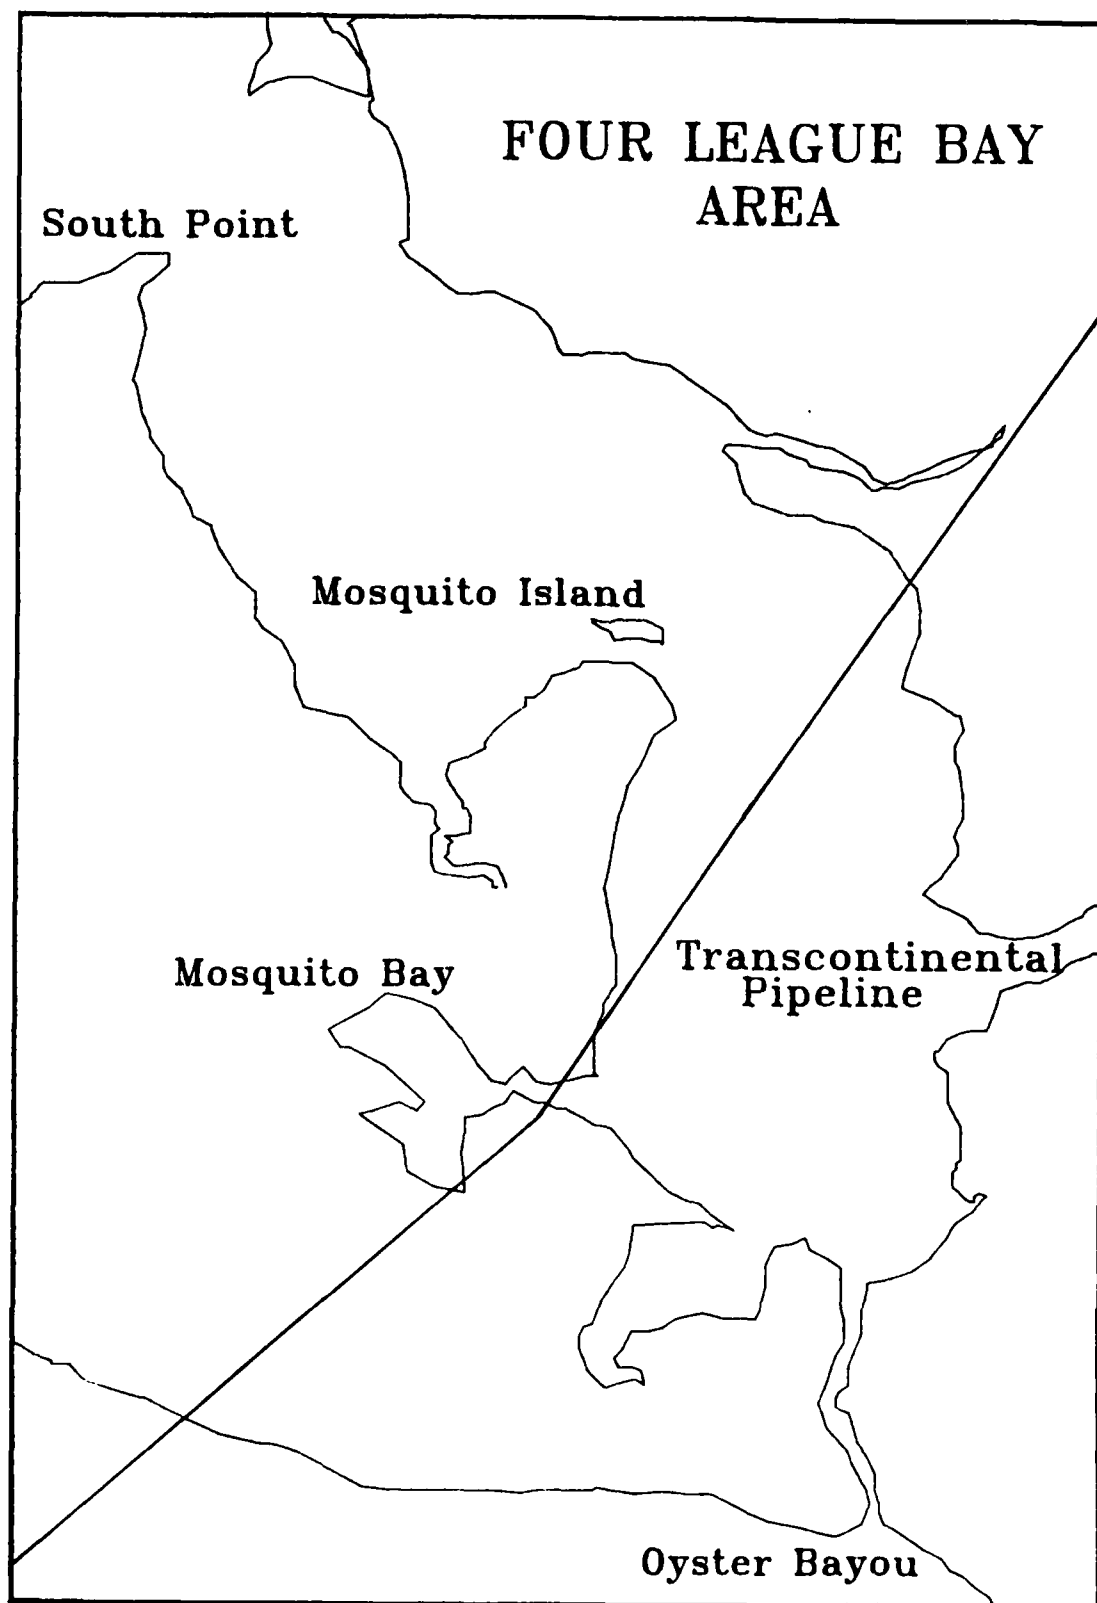 FOUR LEAGUE BAY
AREA
South Point
Mosquito Island
Mosquito Bay
Transcontinental
Pipeline
Oyster Bayou